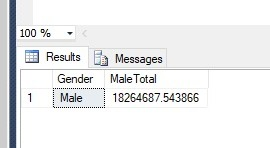 100 %
Results Messages
Gender MaleTotal
1 Male 18264687.543866